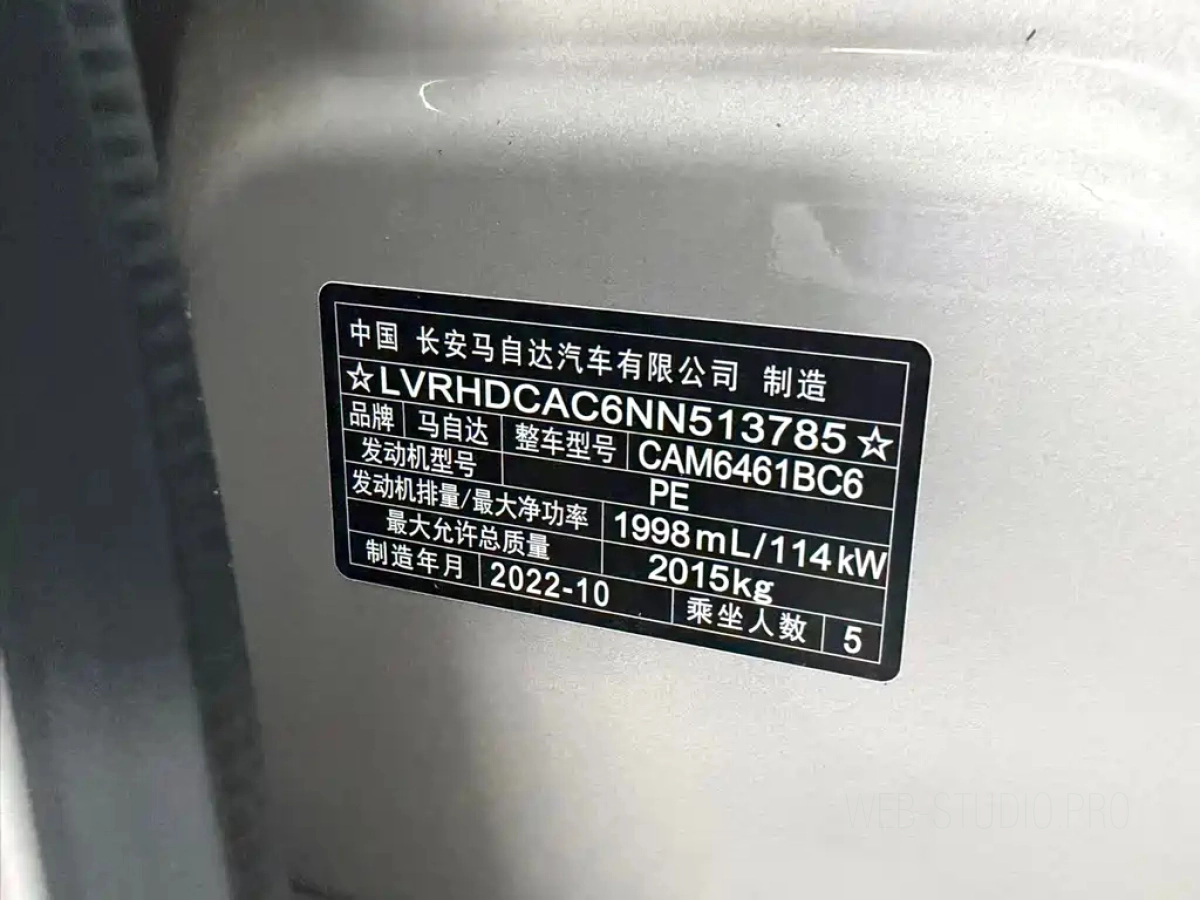 中国 长安马自达汽车有限公司 制造
☆LVRHDCAC6NN513785☆
品牌 马自达 整车型号 CAM6461BC6
发动机型号 PE
发动机排量/最大净功率 1998mL/114kW
最大允许总质量 2015kg
制造年月 2022-10 乘坐人数 5
WEB-STUDIO PRO